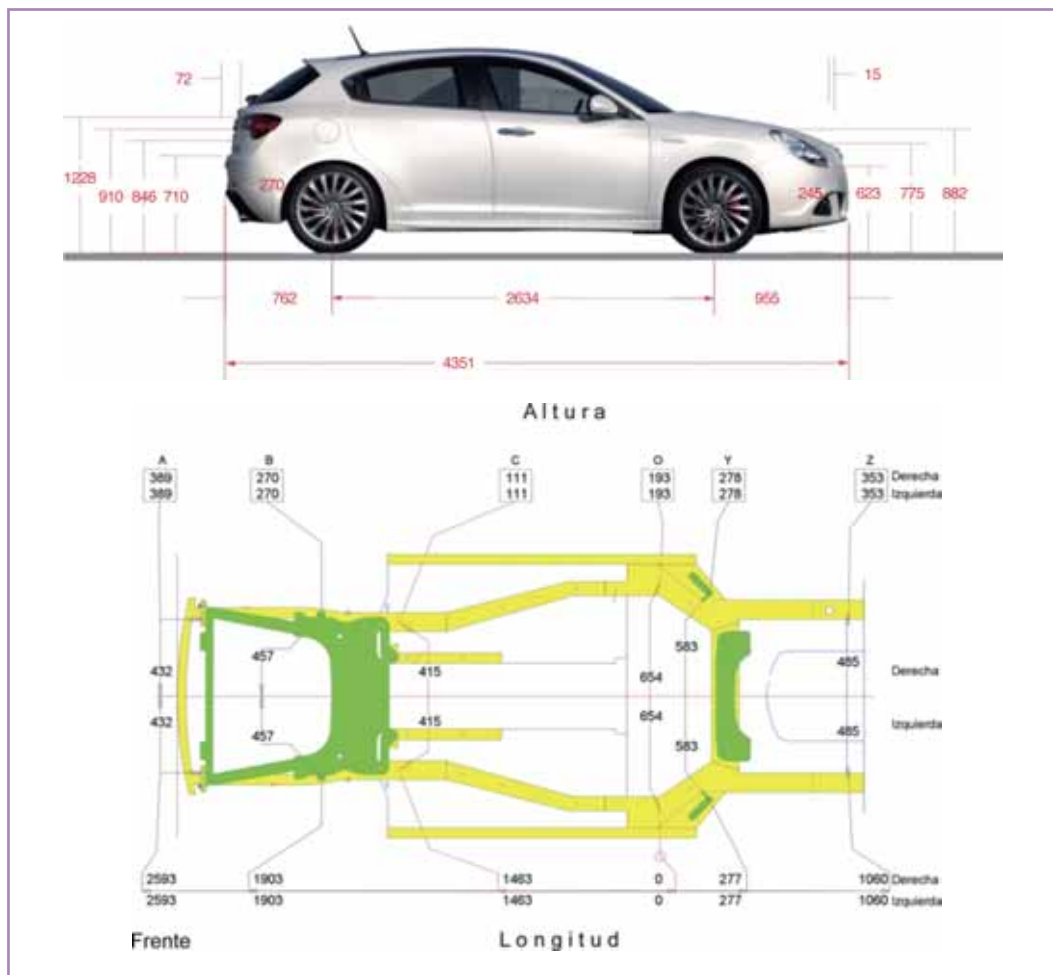 72 15
1228 910 846 710 270 245 623 775 882
762 2634 955
4351
Altura
A B C O Y Z
389 270 111 193 278 353 Derecha
389 270 111 193 278 353 Izquierda
457 583 485
432 415 654 Derecha
432 415 654 Izquierda
457 583 485
2593 1903 1463 0 277 1060 Derecha
2593 1903 1463 0 277 1060 Izquierda
Frente Longitud